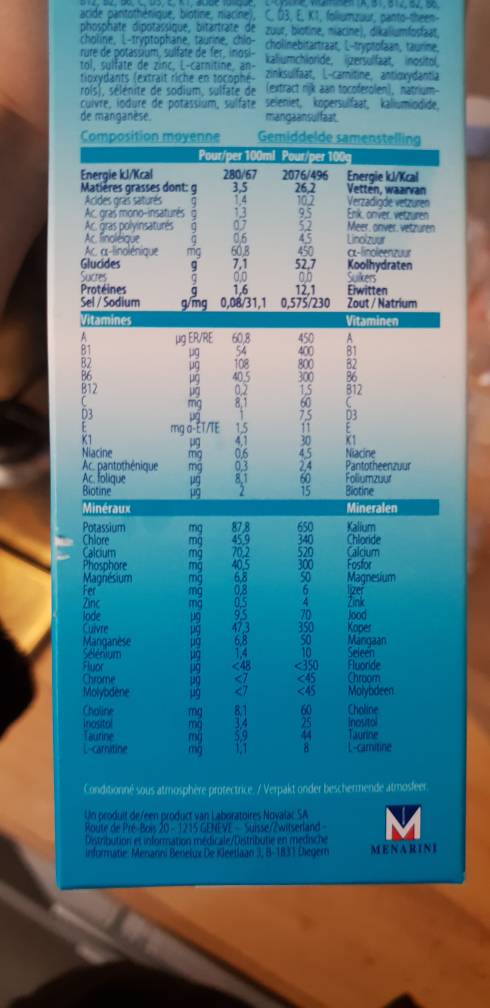 acide pantothénique, biotine, niacine),
phosphate dipotassique, bitartrate de
choline, L-tryptophane, taurine, chlo-
rure de potassium, sulfate de fer, inosi-
tol, sulfate de zinc, L-carnitine, an-
tioxydants (extrait riche en tocophé-
rols), sélénite de sodium, sulfate de
cuivre, iodure de potassium, sulfate
de manganèse.
C, D3, E, K1, foliumzuur, panto-theen-
zuur, biotine, niacine), dikaliumfosfaat,
cholinebitartraat, L-tryptofaan, taurine,
kaliumchloride, ijzersulfaat, inositol,
zinksulfaat, L-carnitine, antioxydantia
(extract rijk aan tocoferolen), natrium-
seleniet, kopersulfaat, kaliumiodide,
mangaansulfaat.
Composition moyenne Gemiddelde samenstelling
Pour/per 100ml Pour/per 100g
Energie kJ/Kcal 280/67 2076/496 Energie kJ/Kcal
Matières grasses dont: g 3,5 26,2 Vetten, waarvan
Acides gras saturés g 1,4 10,2 Verzadigde vetzuren
Ac. gras mono-insaturés g 1,3 9,5 Enk. onver. vetzuren
Ac. gras polyinsaturés g 0,7 5,2 Meer. onver. vetzuren
Ac. linoléique g 0,6 4,5 Linolzuur
Ac. α-linolénique mg 60,8 450 α-linoleenzuur
Glucides g 7,1 52,7 Koolhydraten
Sucres g 0,0 0,0 Suikers
Protéines g 1,6 12,1 Eiwitten
Sel / Sodium g/mg 0,08/31,1 0,575/230 Zout / Natrium
Vitamines Vitaminen
A µg ER/RE 60,8 450 A
B1 µg 54 400 B1
B2 µg 108 800 B2
B6 µg 40,5 300 B6
B12 µg 0,2 1,5 B12
C mg 8,1 60 C
D3 µg 1 7,5 D3
E mg α-ET/TE 1,5 11 E
K1 µg 4,1 30 K1
Niacine mg 0,6 4,5 Niacine
Ac. pantothénique mg 0,3 2,4 Pantotheenzuur
Ac. folique µg 8,1 60 Foliumzuur
Biotine µg 2 15 Biotine
Minéraux Mineralen
Potassium mg 87,8 650 Kalium
Chlore mg 45,9 340 Chloride
Calcium mg 70,2 520 Calcium
Phosphore mg 40,5 300 Fosfor
Magnésium mg 6,8 50 Magnesium
Fer mg 0,8 6 Ijzer
Zinc mg 0,5 4 Zink
Iode µg 9,5 70 Jood
Cuivre µg 47,3 350 Koper
Manganèse µg 6,8 50 Mangaan
Sélénium µg 1,4 10 Seleen
Fluor µg <48 <350 Fluoride
Chrome µg <7 <45 Chroom
Molybdène µg <7 <45 Molybdeen
Choline mg 8,1 60 Choline
Inositol mg 3,4 25 Inositol
Taurine mg 5,9 44 Taurine
L-carnitine mg 1,1 8 L-carnitine
Conditionné sous atmosphère protectrice. / Verpakt onder beschermende atmosfeer.
Un produit de/een product van Laboratoires Novalac SA
Route de Pré-Bois 20 - 1215 GENEVE - Suisse/Zwitserland -
Distribution et information médicale/Distributie en medische
informatie: Menarini Benelux De Kleetlaan 3, B-1831 Diegem
MENARINI